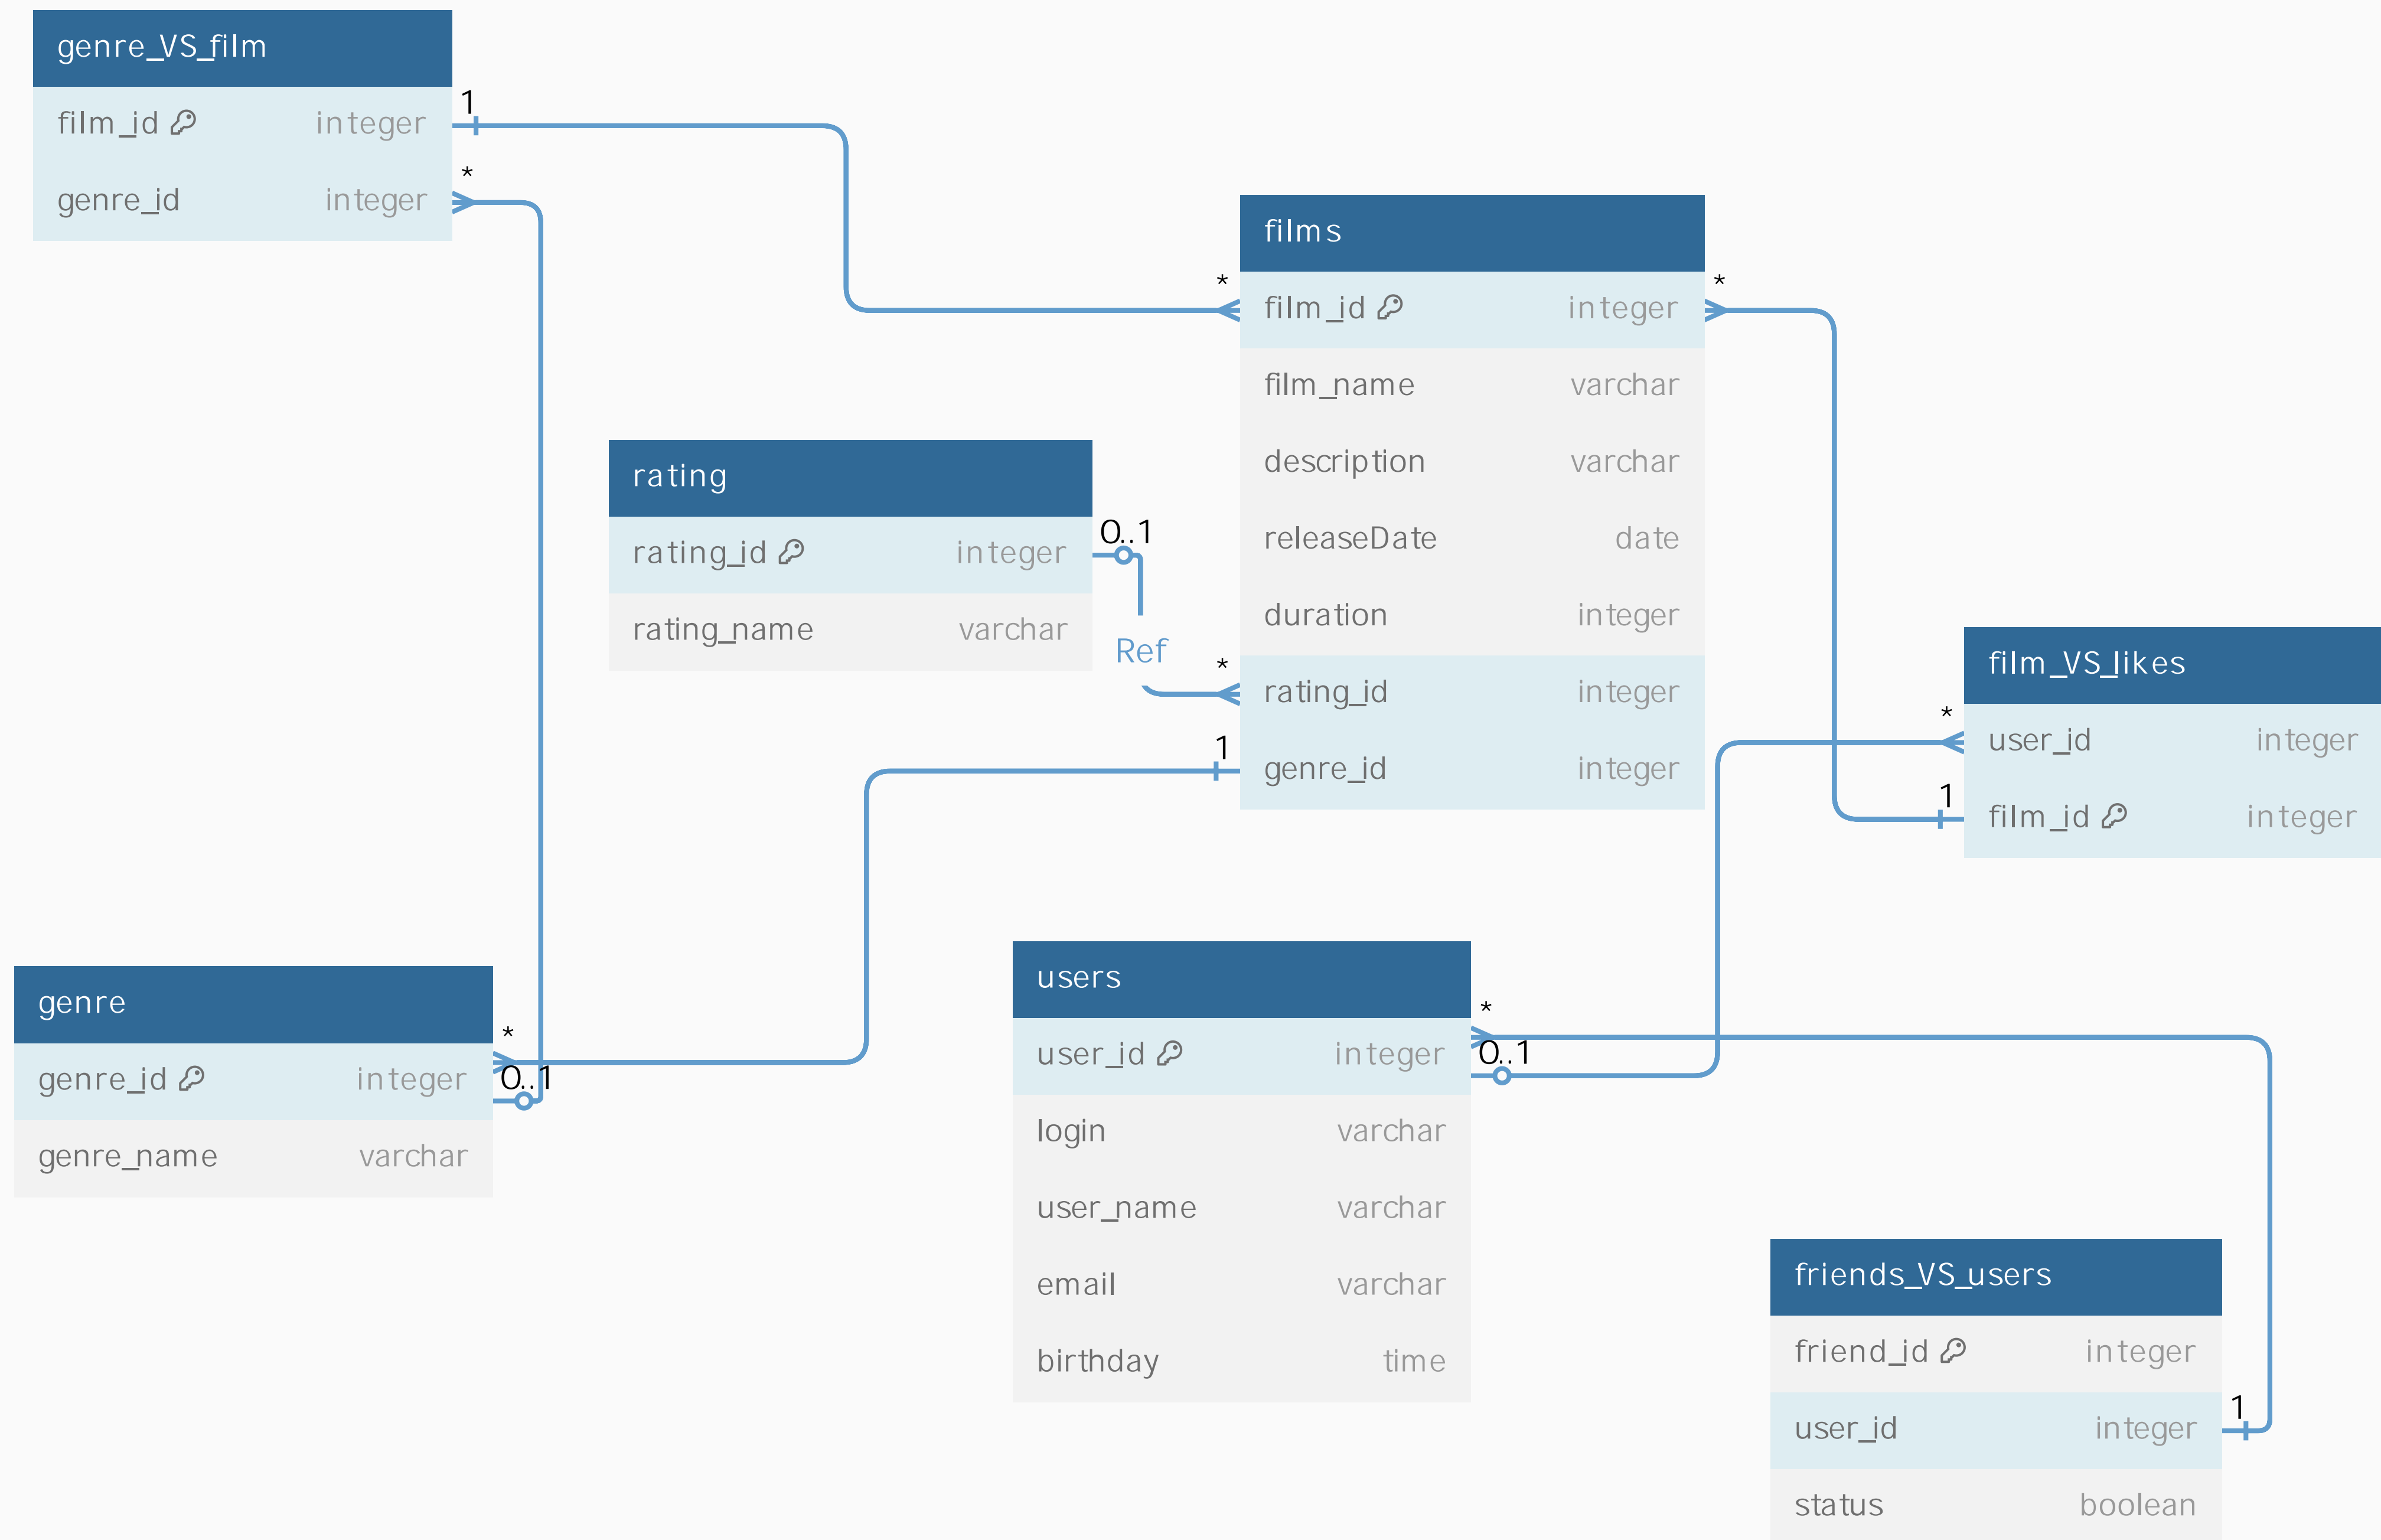 genre_VS_film
film_id integer
genre_id integer
1
*
films
film_id integer
film_name varchar
description varchar
releaseDate date
duration integer
rating_id integer
genre_id integer
*
*
*
1
rating
rating_id integer
rating_name varchar
0..1
Ref
film_VS_likes
user_id integer
film_id integer
*
1
genre
genre_id integer
genre_name varchar
*
0..1
users
user_id integer
login varchar
user_name varchar
email varchar
birthday time
*
0..1
friends_VS_users
friend_id integer
user_id integer
status boolean
1